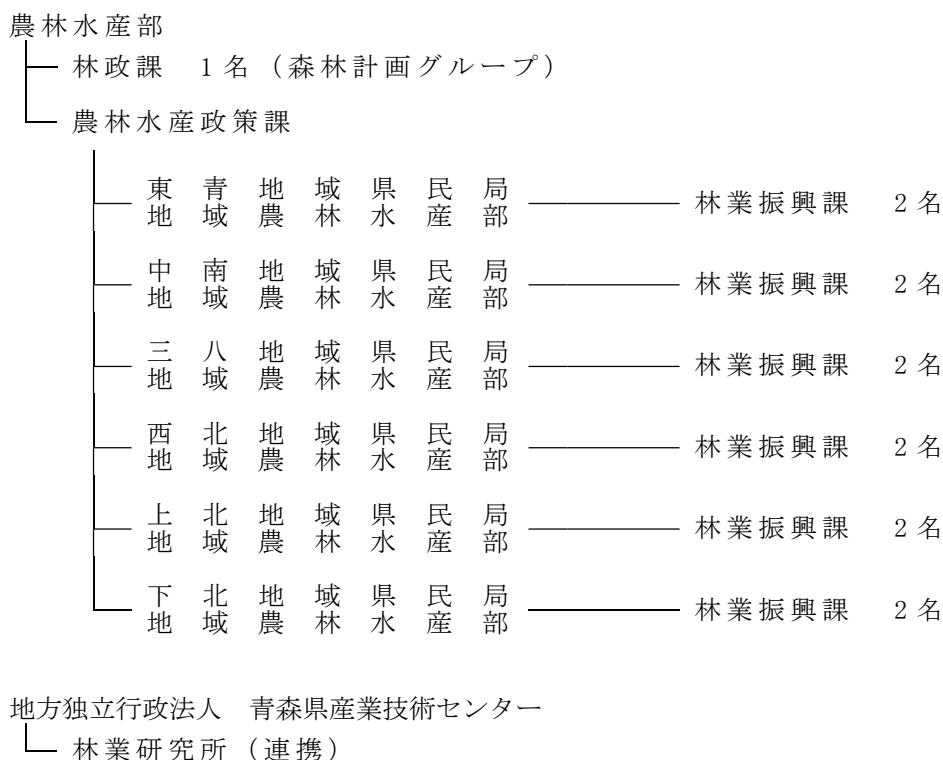 農林水産部
林政課 1名（森林計画グループ）
農林水産政策課
東青地域県民局
地域農林水産部 林業振興課 2名
中南地域県民局
地域農林水産部 林業振興課 2名
三八地域県民局
地域農林水産部 林業振興課 2名
西北地域県民局
地域農林水産部 林業振興課 2名
上北地域県民局
地域農林水産部 林業振興課 2名
下北地域県民局
地域農林水産部 林業振興課 2名
地方独立行政法人 青森県産業技術センター
林業研究所（連携）